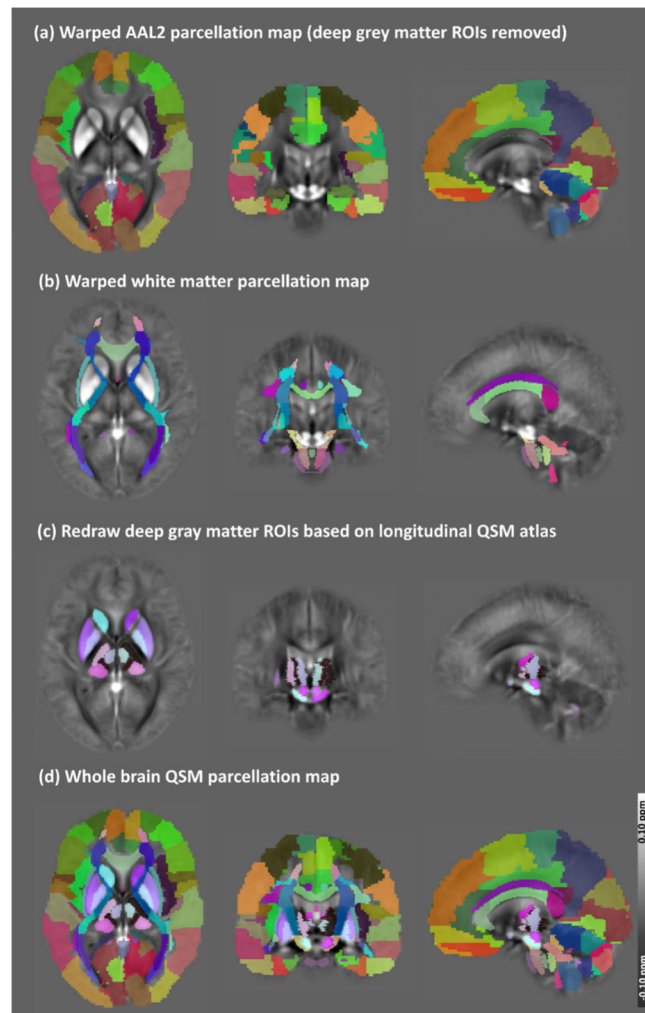 (a) Warped AAL2 parcellation map (deep grey matter ROIs removed)
(b) Warped white matter parcellation map
(c) Redraw deep gray matter ROIs based on longitudinal QSM atlas
(d) Whole brain QSM parcellation map
0.10 ppm
-0.10 ppm